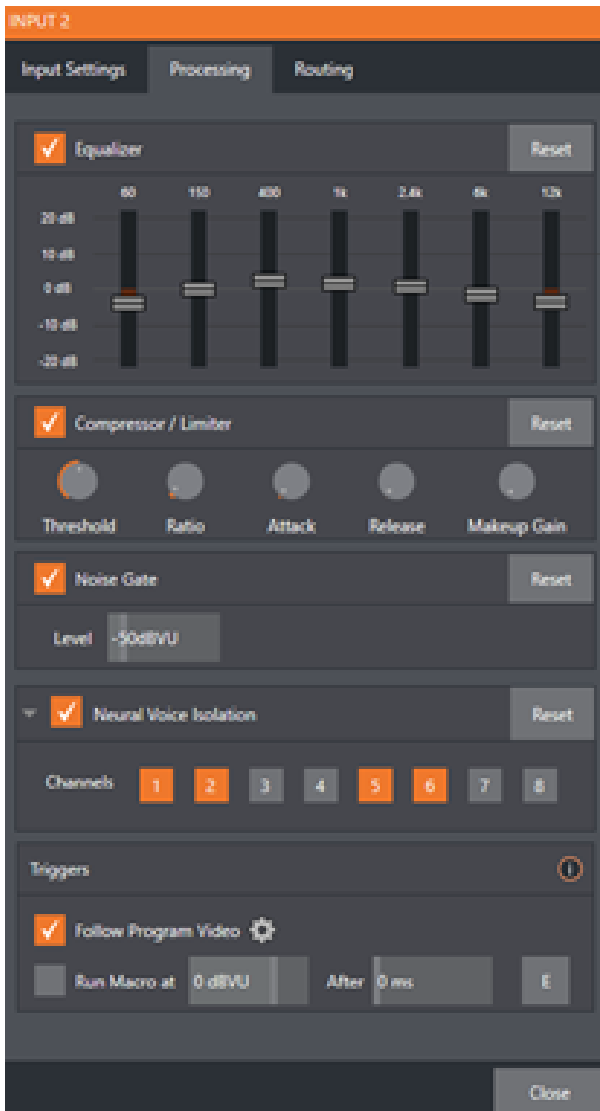 INPUT 2
Input Settings Processing Routing
Equalizer Reset
60 150 400 1k 2.4k 6k 12k
20 dB
10 dB
0 dB
-10 dB
-20 dB
Compressor / Limiter Reset
Threshold Ratio Attack Release Makeup Gain
Noise Gate Reset
Level -50dBVU
Neural Voice Isolation Reset
Channels 1 2 3 4 5 6 7 8
Triggers
Follow Program Video
Run Macro at 0 dBVU After 0 ms E
Close